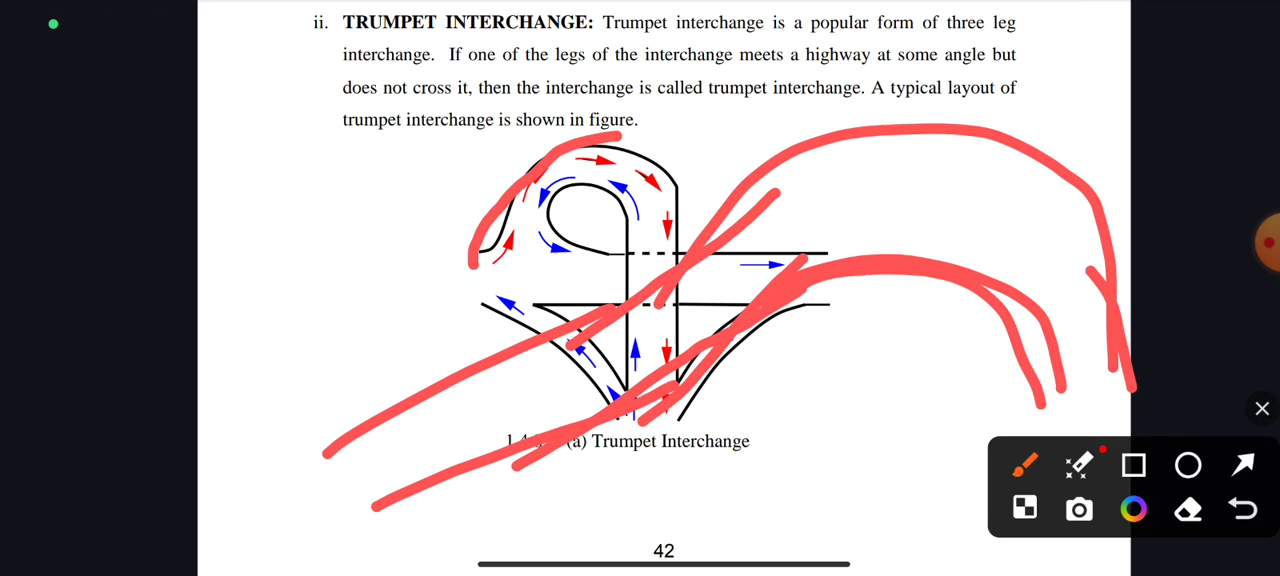 ii. TRUMPET INTERCHANGE: Trumpet interchange is a popular form of three leg
interchange. If one of the legs of the interchange meets a highway at some angle but
does not cross it, then the interchange is called trumpet interchange. A typical layout of
trumpet interchange is shown in figure.
(a) Trumpet Interchange
42